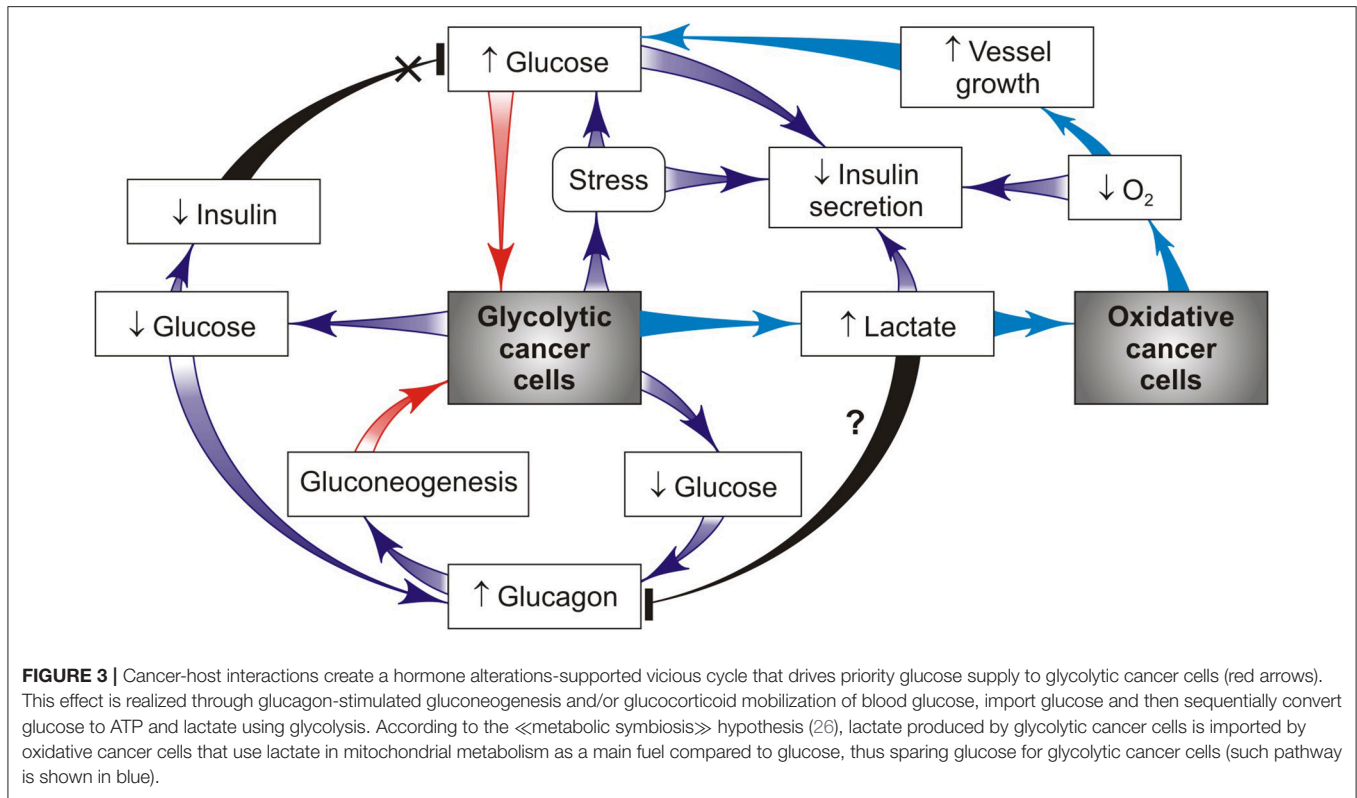 ↑ Glucose
↑ Vessel
growth
Stress
↓ Insulin
secretion
↓ O₂
↓ Insulin
↓ Glucose
Glycolytic
cancer
cells
↑ Lactate
Oxidative
cancer
cells
?
Gluconeogenesis
↓ Glucose
↑ Glucagon
FIGURE 3 | Cancer-host interactions create a hormone alterations-supported vicious cycle that drives priority glucose supply to glycolytic cancer cells (red arrows).
This effect is realized through glucagon-stimulated gluconeogenesis and/or glucocorticoid mobilization of blood glucose, import glucose and then sequentially convert
glucose to ATP and lactate using glycolysis. According to the ≪metabolic symbiosis≫ hypothesis (26), lactate produced by glycolytic cancer cells is imported by
oxidative cancer cells that use lactate in mitochondrial metabolism as a main fuel compared to glucose, thus sparing glucose for glycolytic cancer cells (such pathway
is shown in blue).